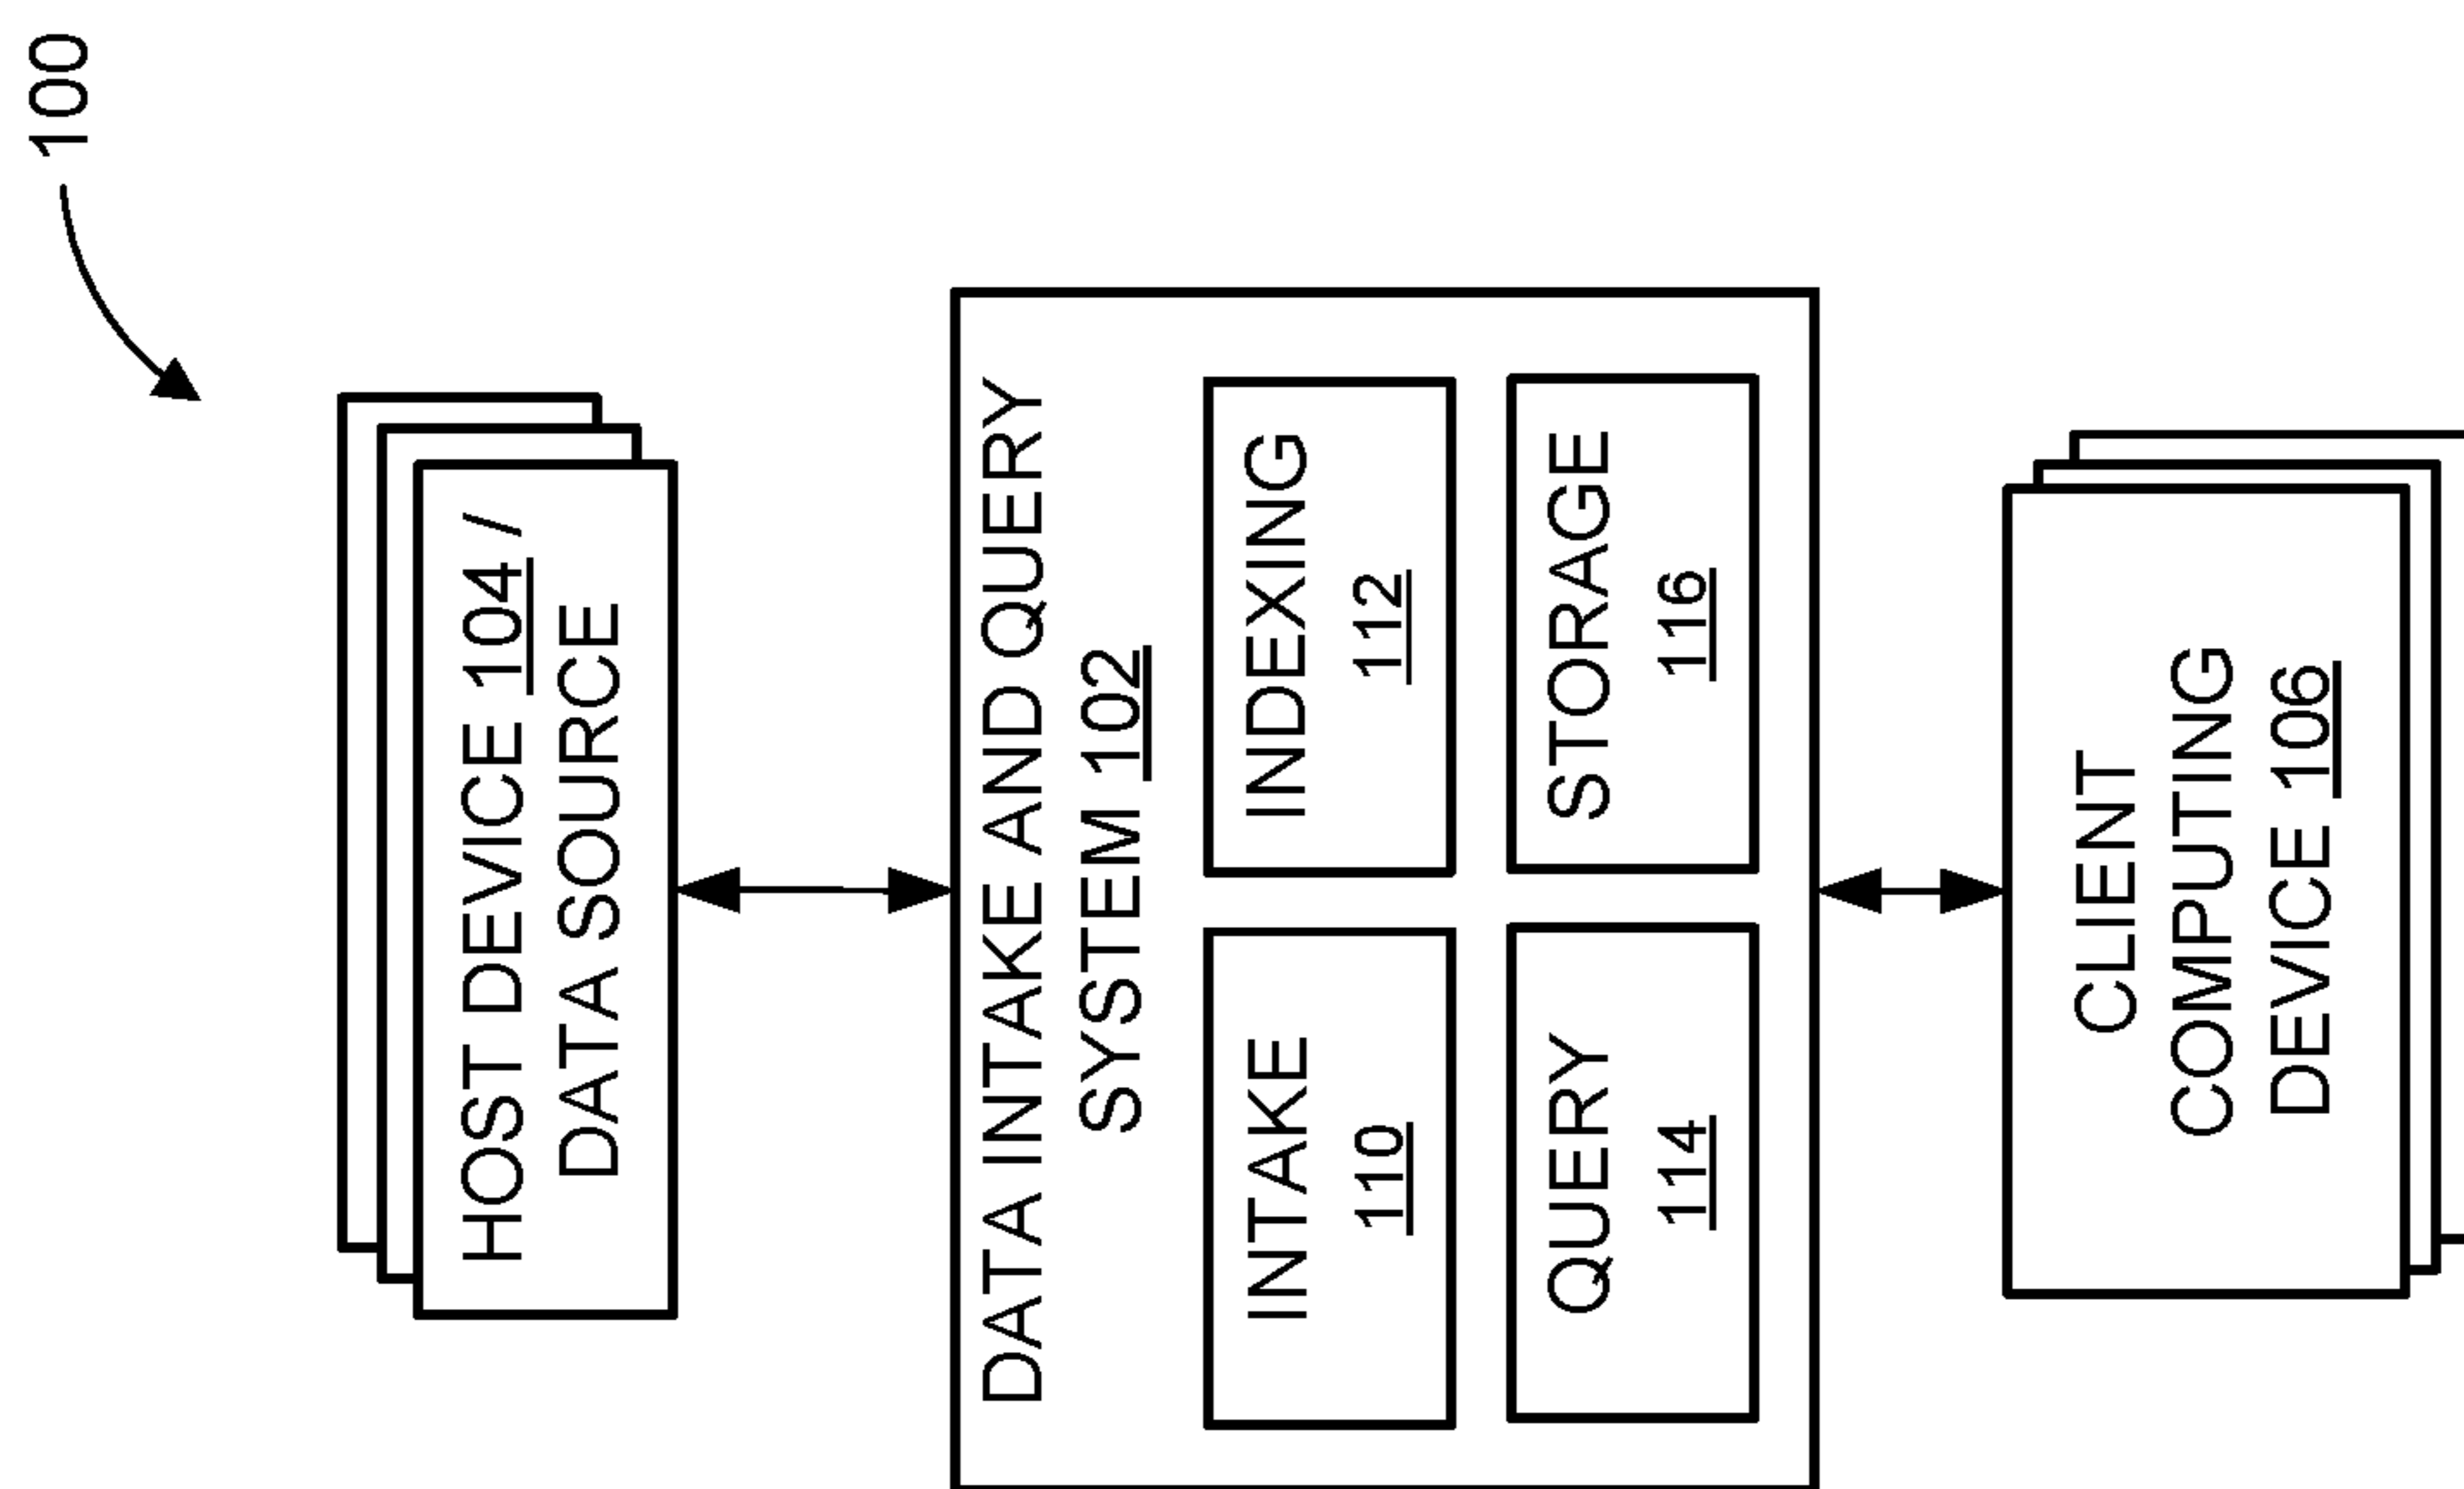 100
HOST DEVICE 104 /
DATA SOURCE
DATA INTAKE AND QUERY
SYSTEM 102
INTAKE
110
INDEXING
112
QUERY
114
STORAGE
116
CLIENT
COMPUTING
DEVICE 106